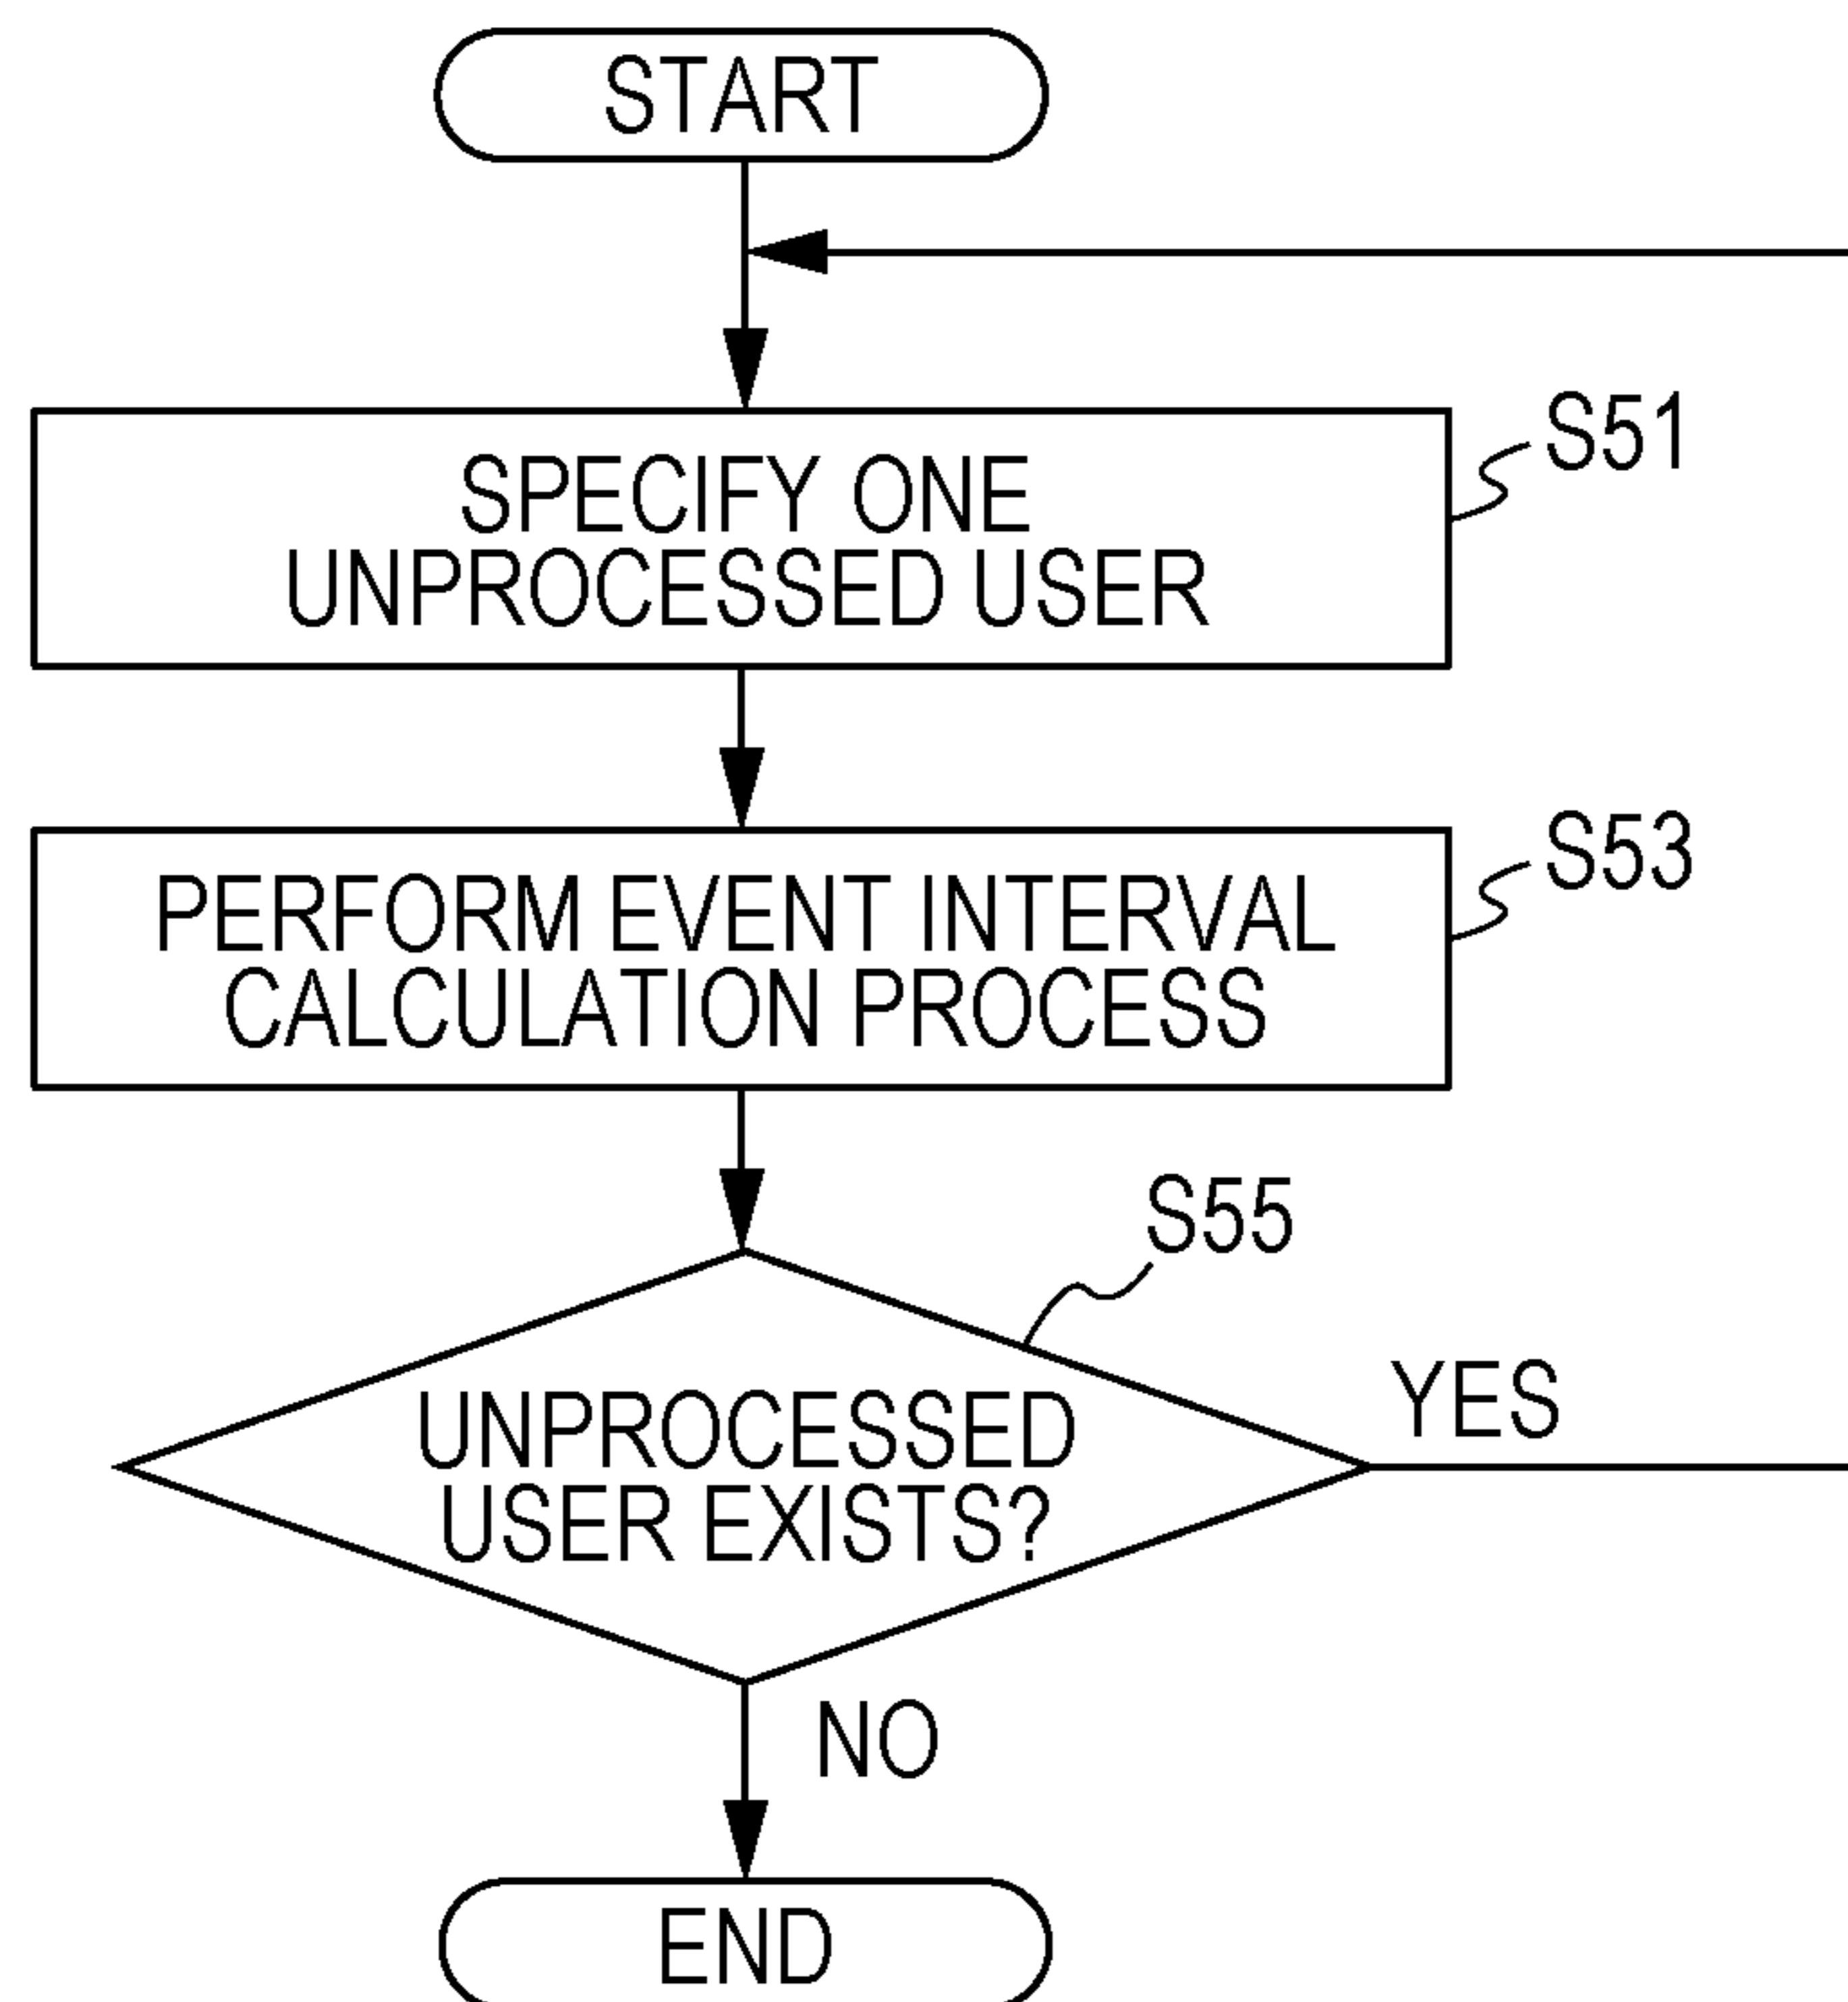 START
SPECIFY ONE
UNPROCESSED USER
S51
PERFORM EVENT INTERVAL
CALCULATION PROCESS
S53
S55
UNPROCESSED
USER EXISTS?
YES
NO
END